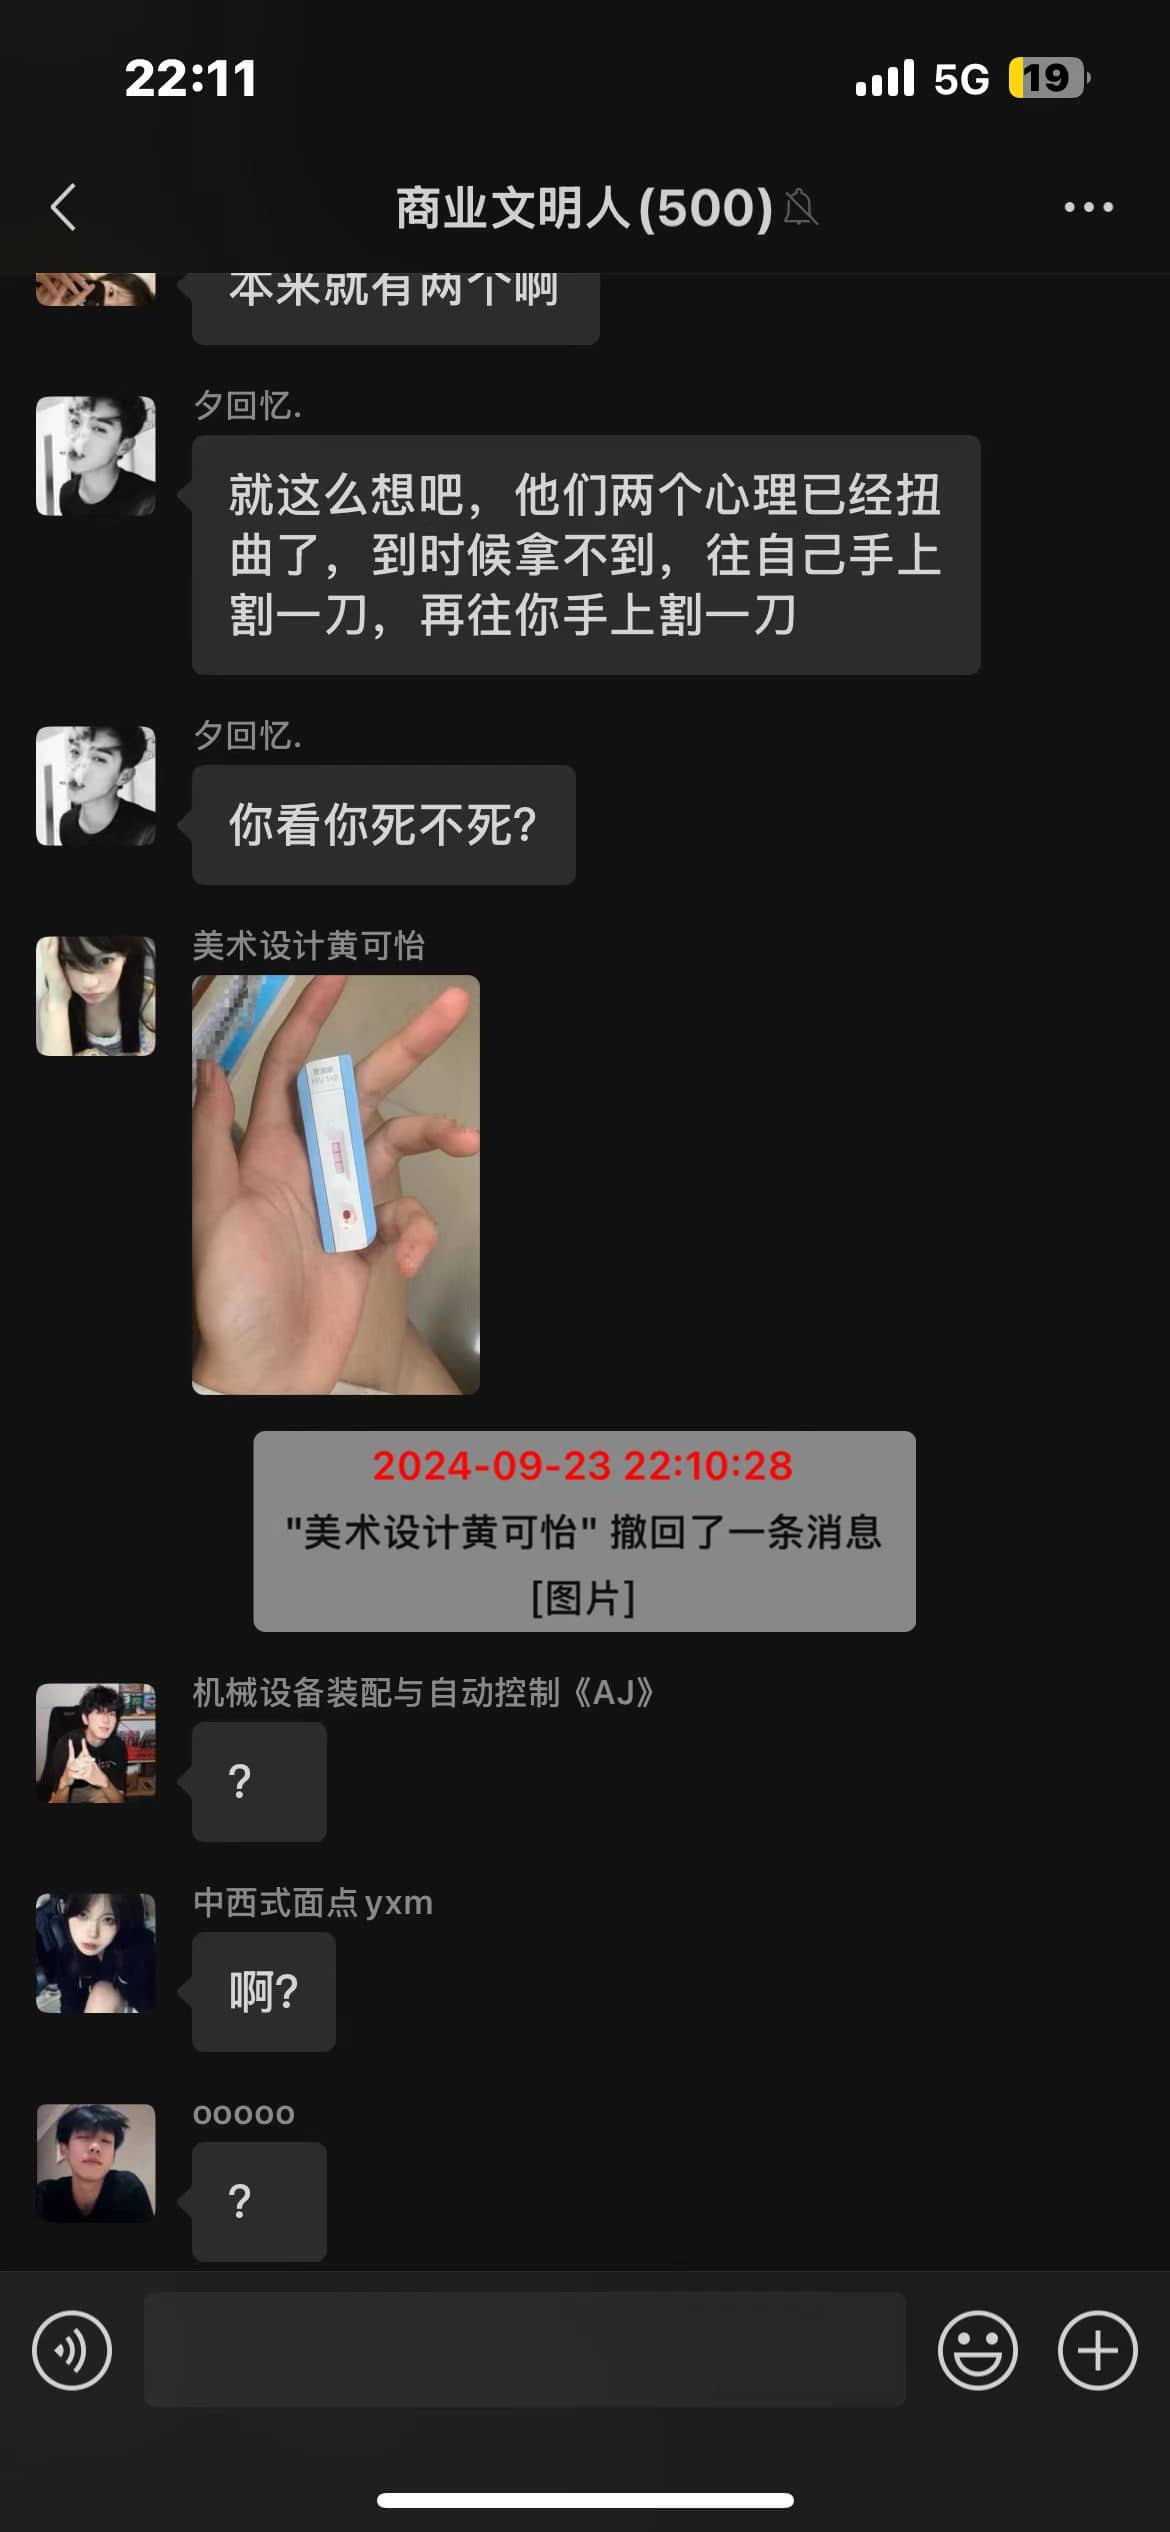 22:11
5G
19
商业文明人(500)
本来就有两个啊
夕回忆.
就这么想吧，他们两个心理已经扭
曲了，到时候拿不到，往自己手上
割一刀，再往你手上割一刀
夕回忆.
你看你死不死?
美术设计黄可怡
2024-09-23 22:10:28
"美术设计黄可怡" 撤回了一条消息
[图片]
机械设备装配与自动控制《AJ》
?
中西式面点yxm
啊?
ooooo
?